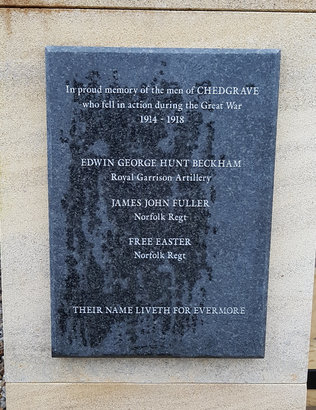 In proud memory of the men of CHEDGRAVE
who fell in action during the Great War
1914 - 1918
EDWIN GEORGE HUNT BECKHAM
Royal Garrison Artillery
JAMES JOHN FULLER
Norfolk Regt
FREE EASTER
Norfolk Regt
THEIR NAME LIVETH FOR EVERMORE